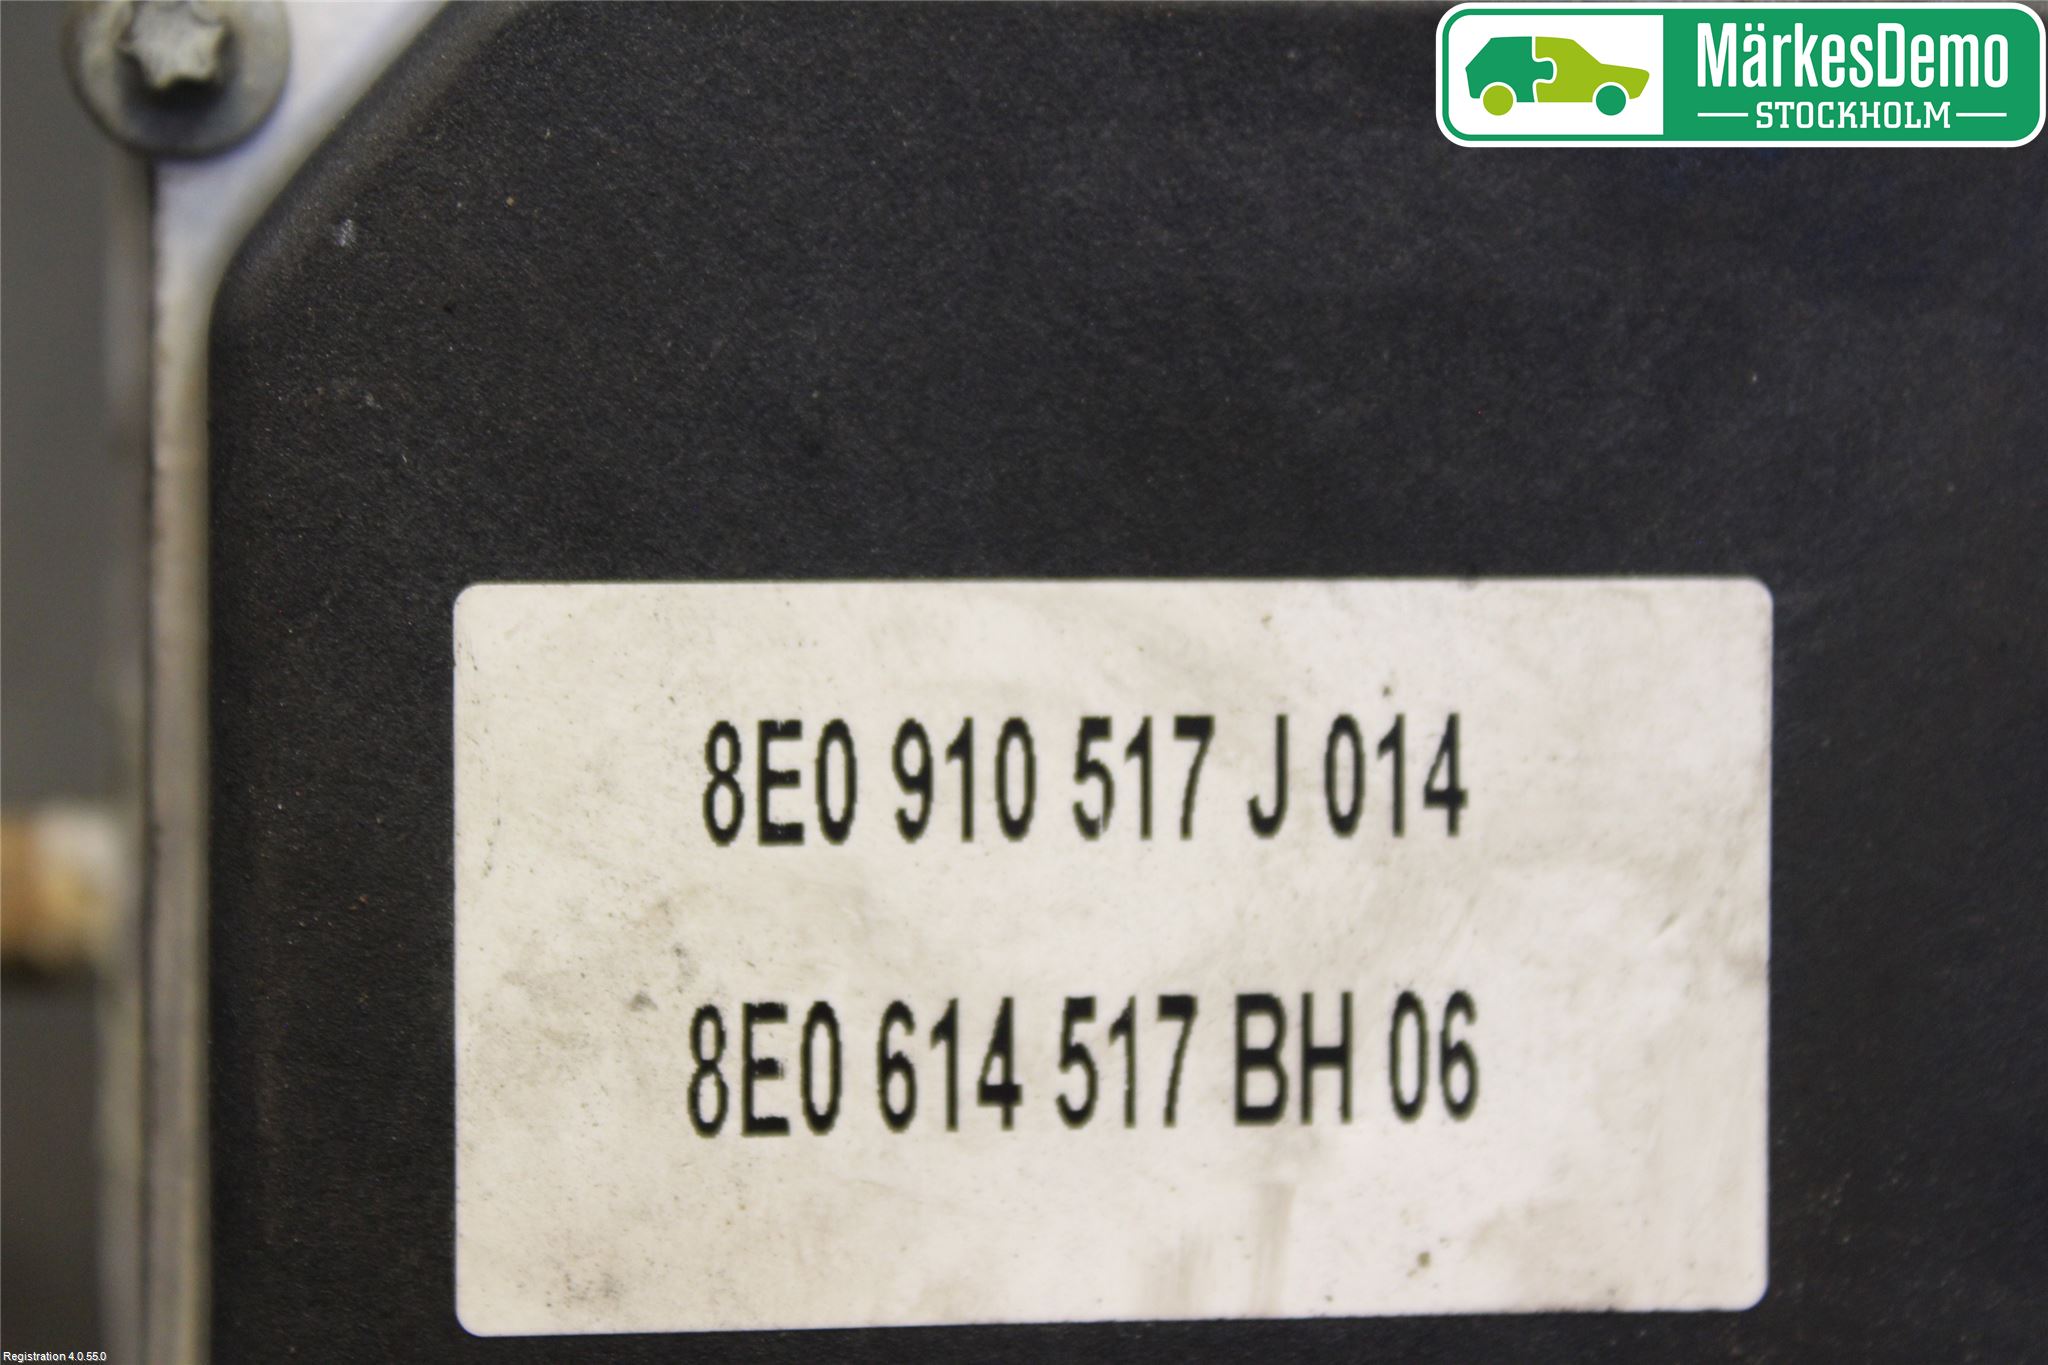 MärkesDemo
STOCKHOLM
8E0 910 517 J 014
8E0 614 517 BH 06
Registration 4.0.55.0